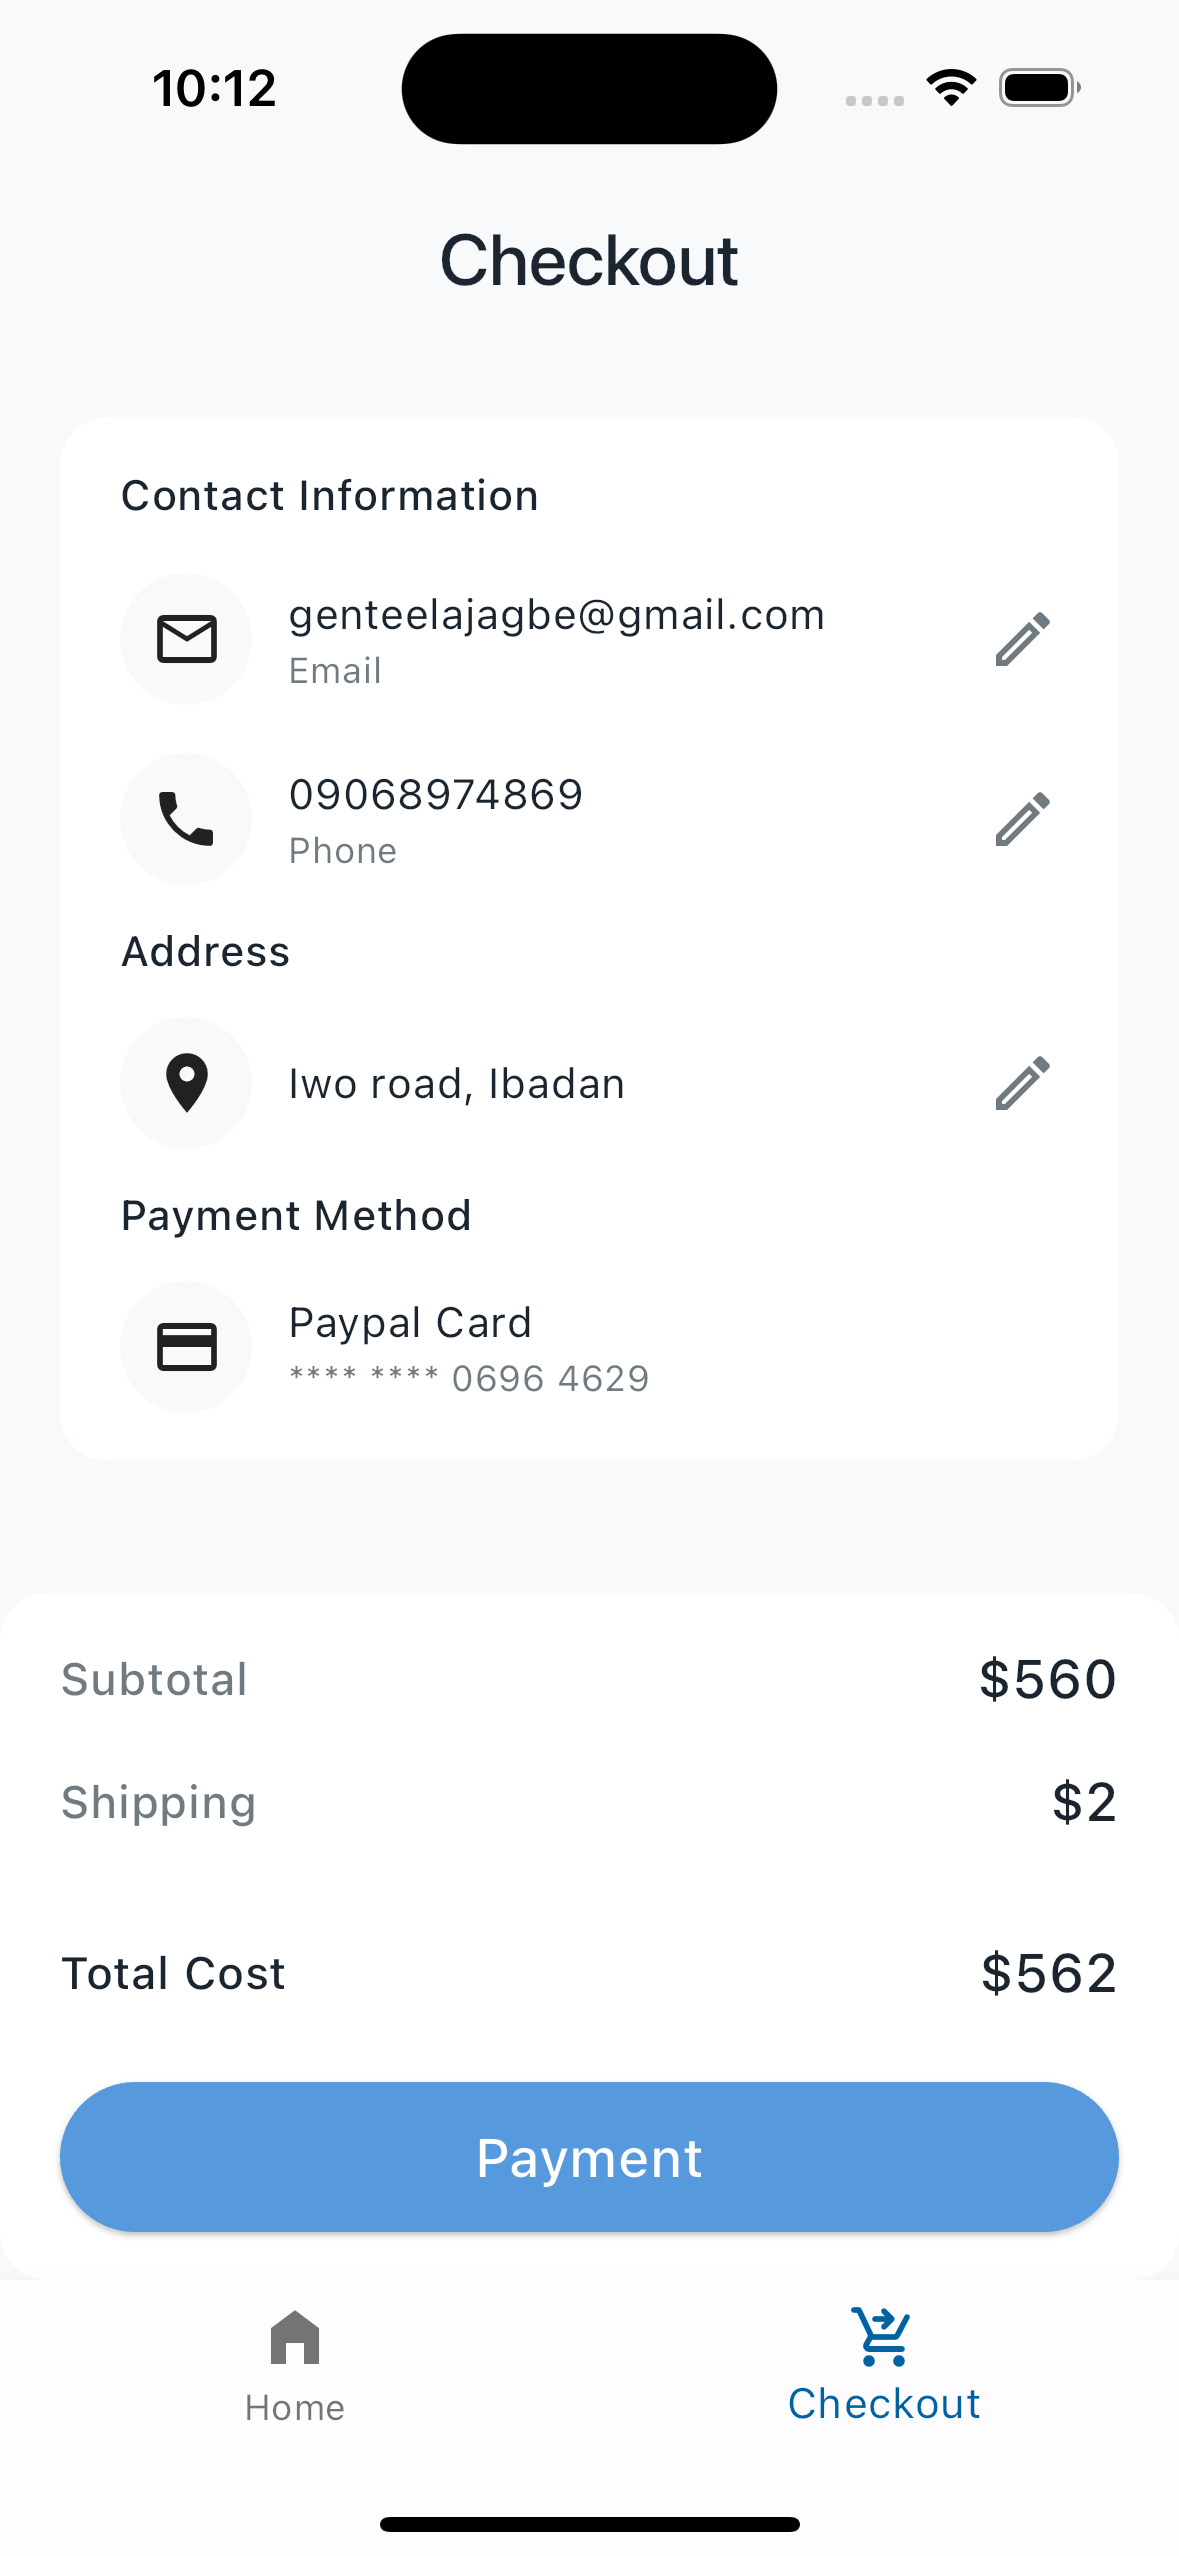 10:12
Checkout
Contact Information
genteelajagbe@gmail.com
Email
09068974869
Phone
Address
Iwo road, Ibadan
Payment Method
Paypal Card
**** **** 0696 4629
Subtotal $560
Shipping $2
Total Cost $562
Payment
Home Checkout